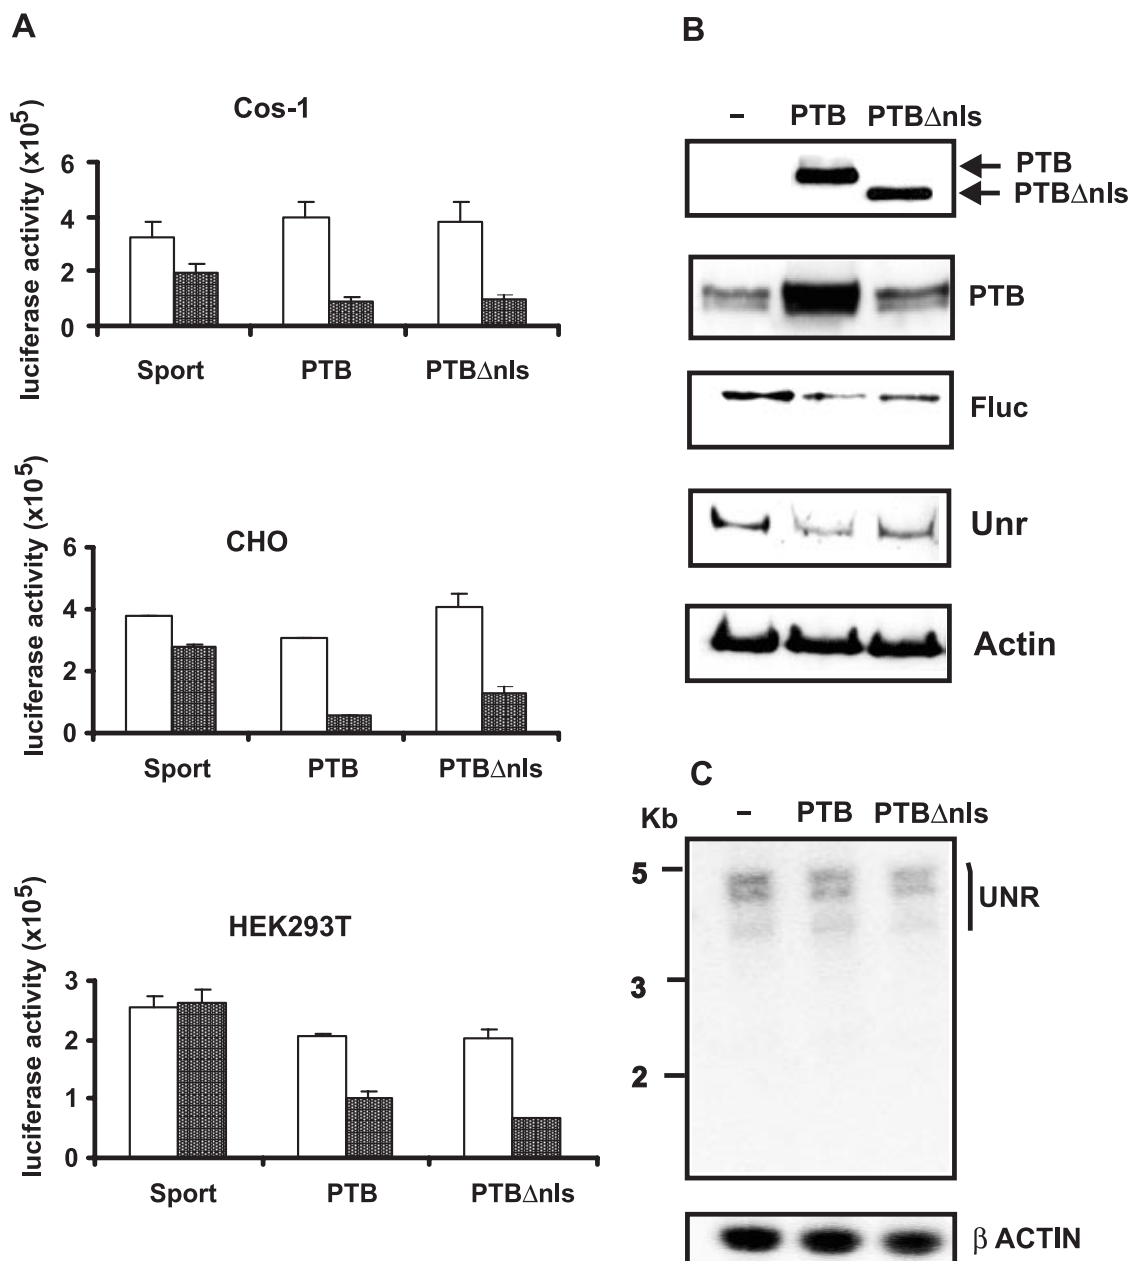 A
Cos-1
luciferase activity (x10⁵)
6
4
2
0
Sport PTB PTBΔnls
CHO
luciferase activity (x10⁵)
6
4
2
0
Sport PTB PTBΔnls
HEK293T
luciferase activity (x10⁵)
3
2
1
0
Sport PTB PTBΔnls
B
– PTB PTBΔnls
PTB
PTBΔnls
PTB
Fluc
Unr
Actin
C
Kb – PTB PTBΔnls
5
UNR
3
2
β ACTIN